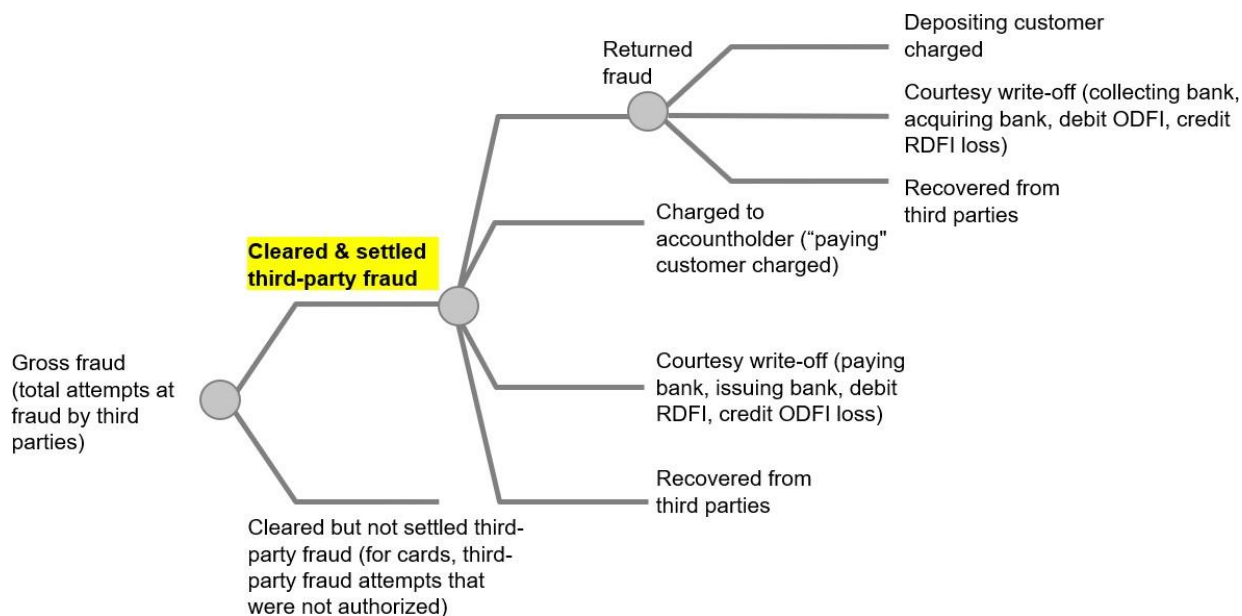 Depositing customer
charged
Returned
fraud
Courtesy write-off (collecting bank,
acquiring bank, debit ODFI, credit
RDFI loss)
Recovered from
third parties
Charged to
accountholder (“paying"
customer charged)
Cleared & settled
third-party fraud
Gross fraud
(total attempts at
fraud by third
parties)
Courtesy write-off (paying
bank, issuing bank, debit
RDFI, credit ODFI loss)
Recovered from
third parties
Cleared but not settled third-
party fraud (for cards, third-
party fraud attempts that
were not authorized)